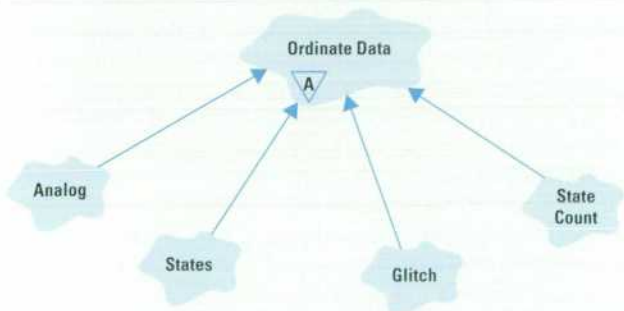 Ordinate Data
A
Analog
State
Count
States
Glitch